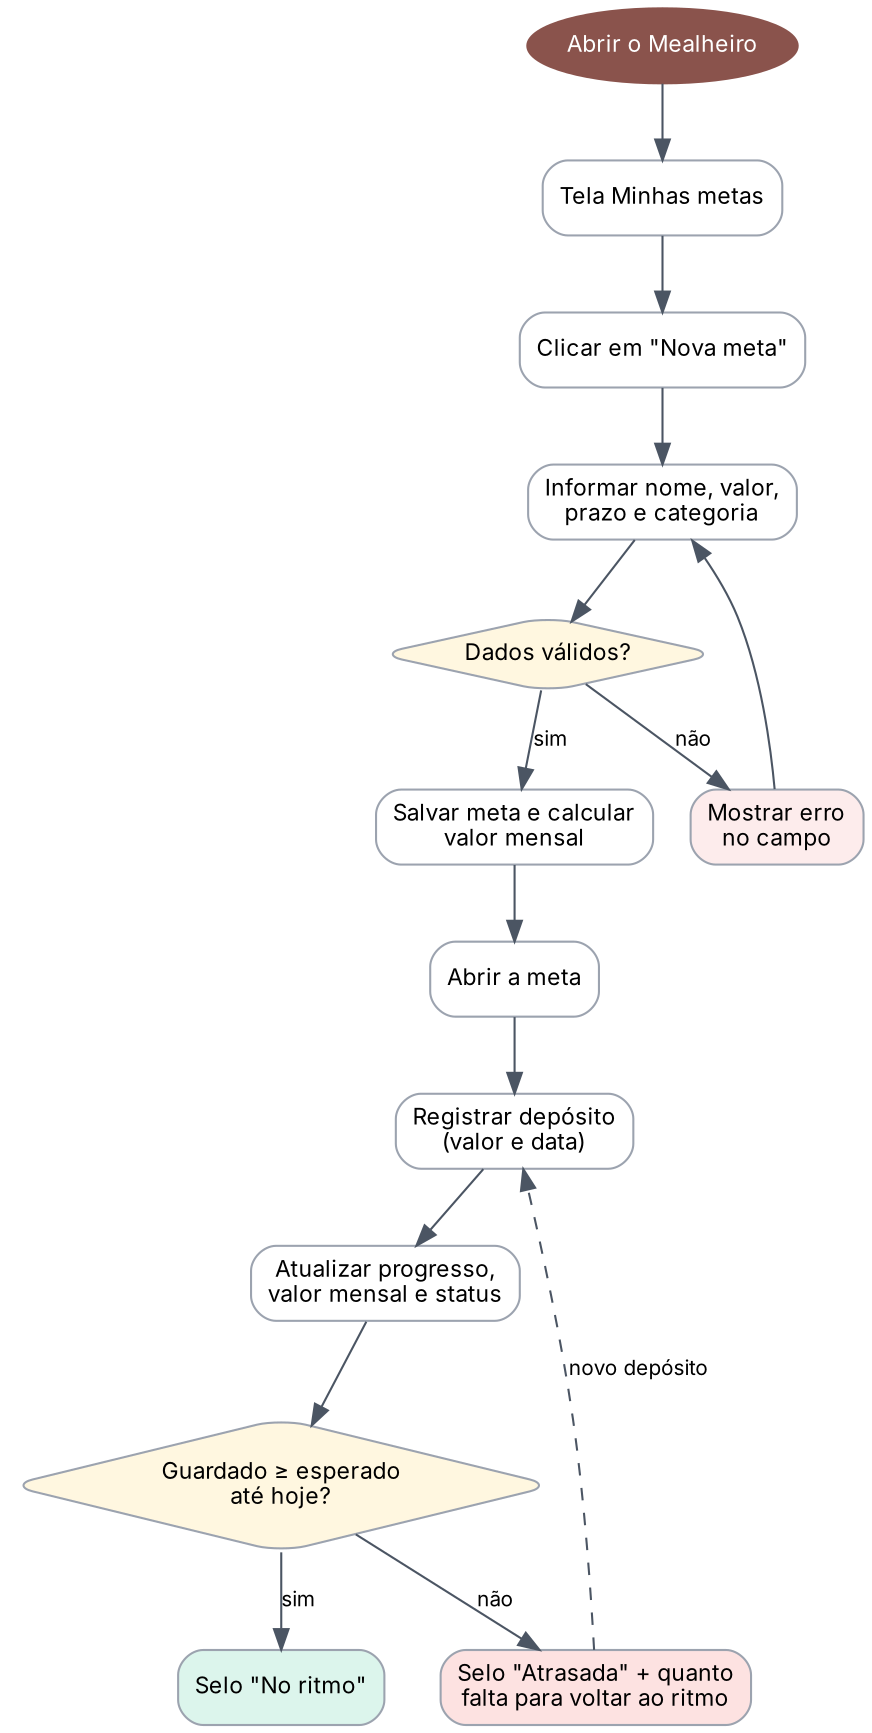 Abrir o Mealheiro
Tela Minhas metas
Clicar em "Nova meta"
Informar nome, valor,
prazo e categoria
Dados válidos?
sim
não
Salvar meta e calcular
valor mensal
Mostrar erro
no campo
Abrir a meta
Registrar depósito
(valor e data)
Atualizar progresso,
valor mensal e status
novo depósito
Guardado ≥ esperado
até hoje?
sim
não
Selo "No ritmo"
Selo "Atrasada" + quanto
falta para voltar ao ritmo